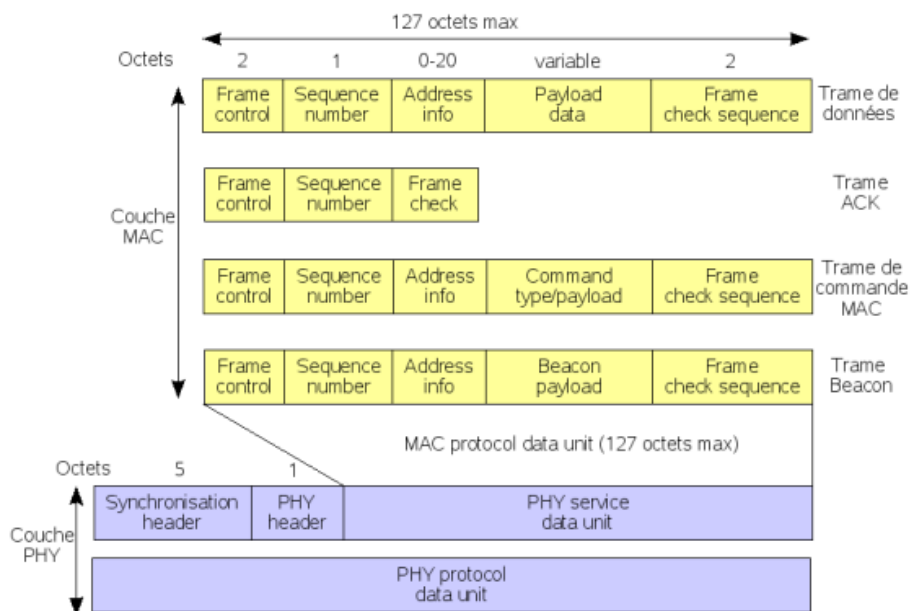 127 octets max
Octets 2 1 0-20 variable 2
Frame control Sequence number Address info Payload data Frame check sequence Trame de données
Frame control Sequence number Frame check Trame ACK
Couche MAC
Frame control Sequence number Address info Command type/payload Frame check sequence Trame de commande MAC
Frame control Sequence number Address info Beacon payload Frame check sequence Trame Beacon
MAC protocol data unit (127 octets max)
Octets 5 1
Synchronisation header PHY header PHY service data unit
Couche PHY
PHY protocol data unit